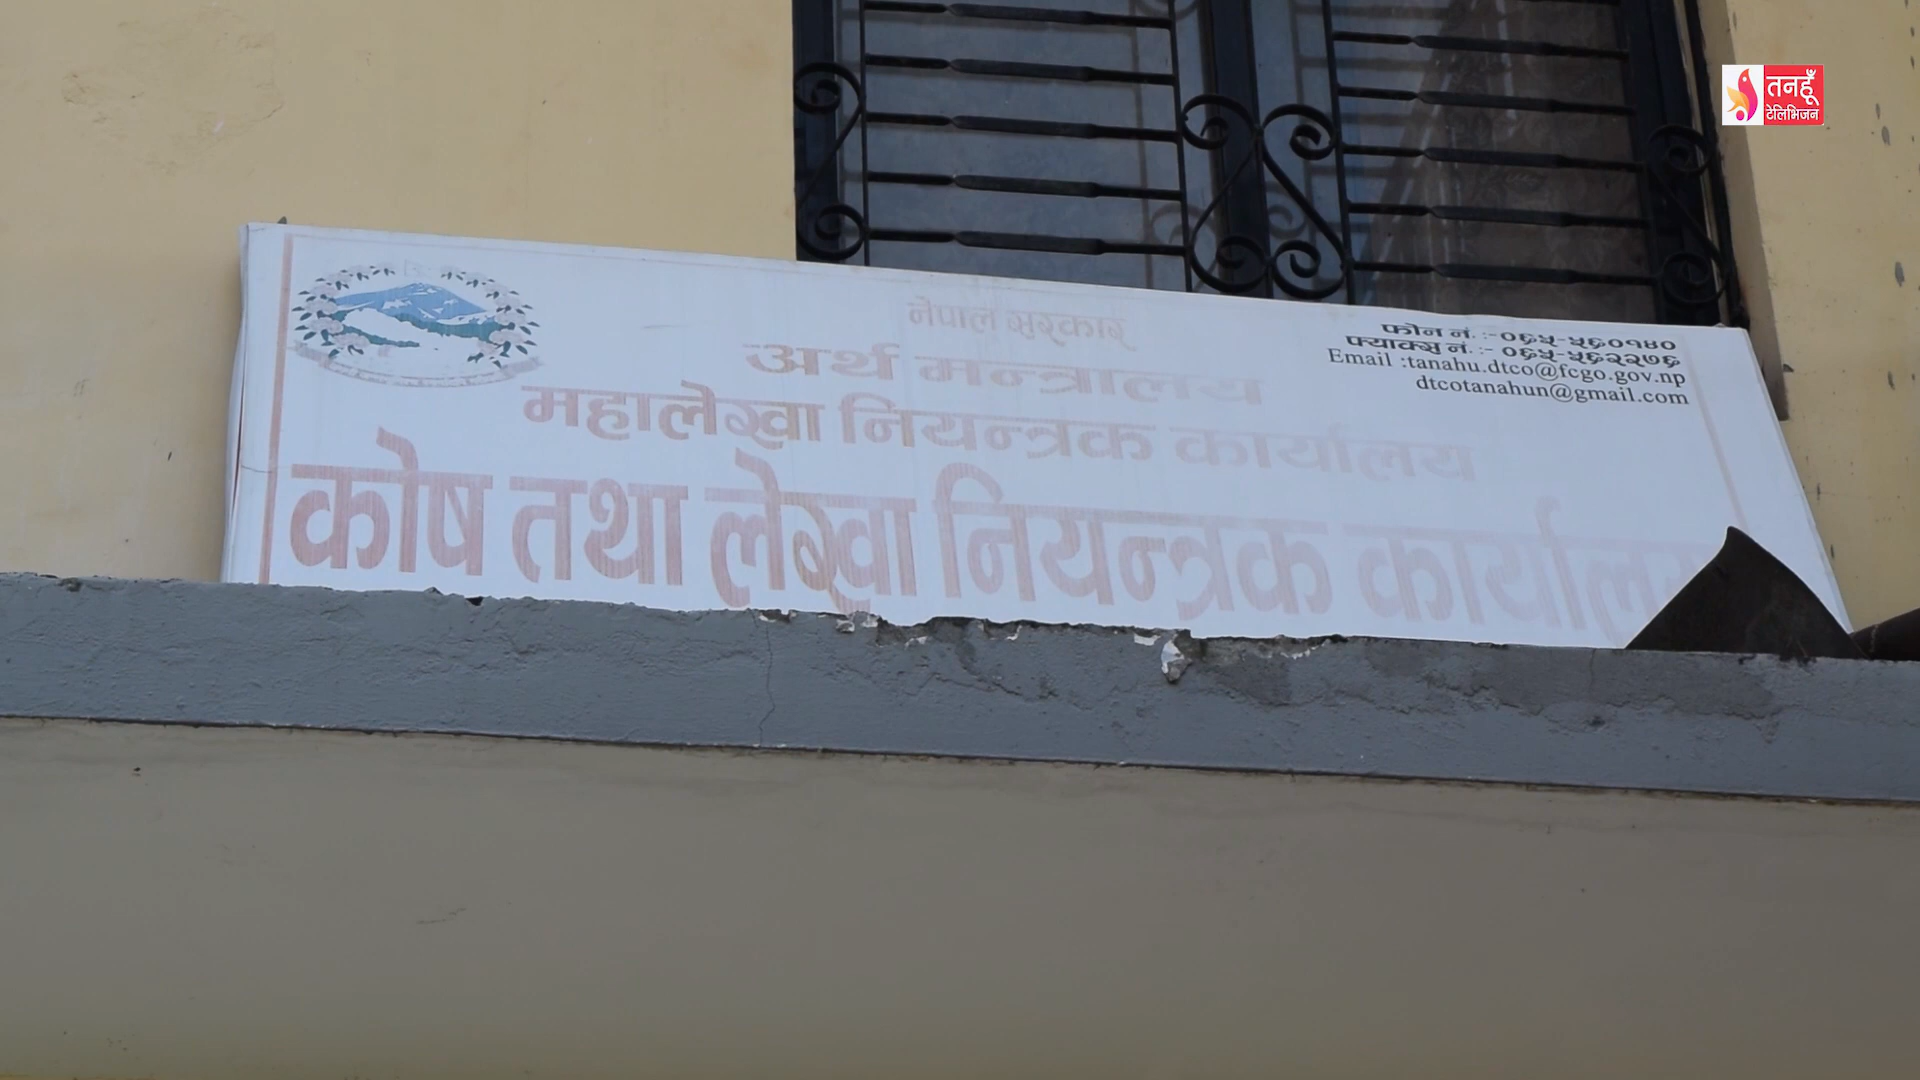 नेपाल सरकार
अर्थ मन्त्रालय
महालेखा नियन्त्रक कार्यालय
कोष तथा लेखा नियन्त्रक कार्यालय
फोन नं. :-०६५-५६०१४०
फ्याक्स नं. :- ०६५-५६२२७६
Email :tanahu.dtco@fcgo.gov.np
dtcotanahun@gmail.com
तनहूँ
टेलिभिजन